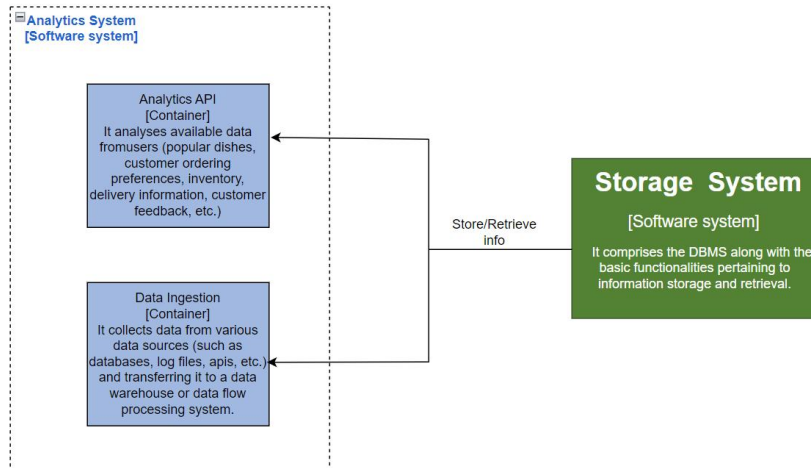 Analytics System
[Software system]
Analytics API
[Container]
It analyses available data
fromusers (popular dishes,
customer ordering
preferences, inventory,
delivery information, customer
feedback, etc.)
Store/Retrieve
info
Storage System
[Software system]
It comprises the DBMS along with the
basic functionalities pertaining to
information storage and retrieval.
Data Ingestion
[Container]
It collects data from various
data sources (such as
databases, log files, apis, etc.)
and transferring it to a data
warehouse or data flow
processing system.